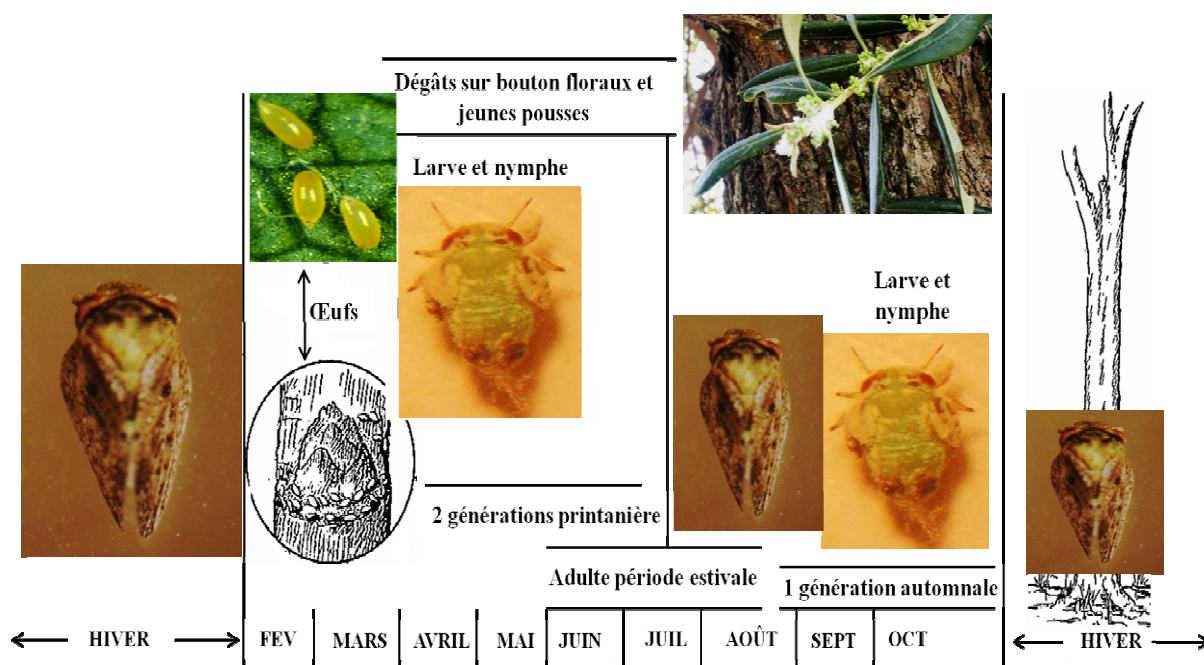 Dégâts sur bouton floraux et
jeunes pousses
Larve et nymphe
Œufs
Larve et
nymphe
2 générations printanière
Adulte période estivale
1 génération automnale
HIVER
FEV
MARS
AVRIL
MAI
JUIN
JUIL
AOÛT
SEPT
OCT
HIVER